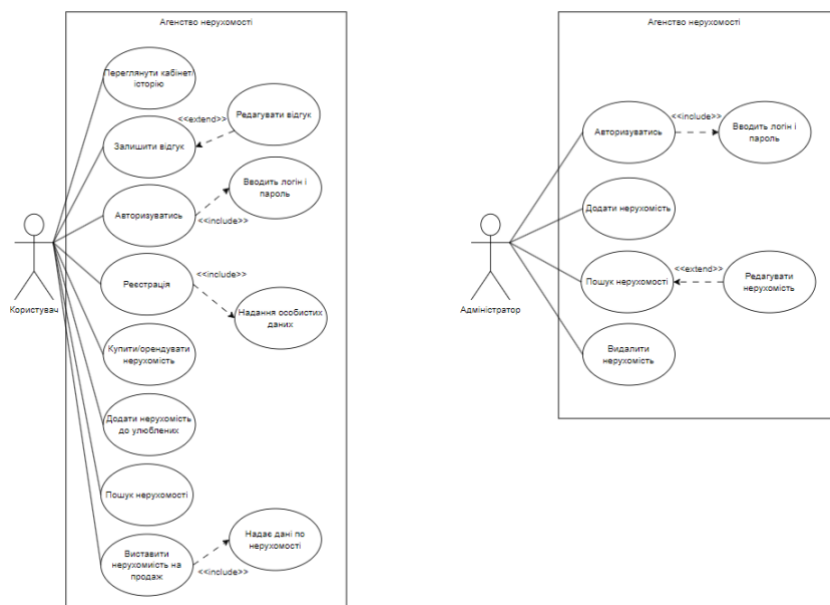 Агенство нерухомості
Переглянути кабінет/
історію
<<extend>>
Редагувати відгук
Залишити відгук
Вводить логін і
пароль
Авторизуватись
<<include>>
Реєстрація
<<include>>
Користувач
Надання особистих
даних
Купити/орендувати
нерухомість
Додати нерухомість
до улюблених
Пошук нерухомості
Надає дані по
нерухомості
Виставити
нерухомиість на
продаж
<<include>>
Агенство нерухомості
Авторизуватись
<<include>>
Вводить логін і
пароль
Додати нерухомість
Пошук нерухомості
<<extend>>
Редагувати
нерухомість
Адміністратор
Видалити
нерухомість